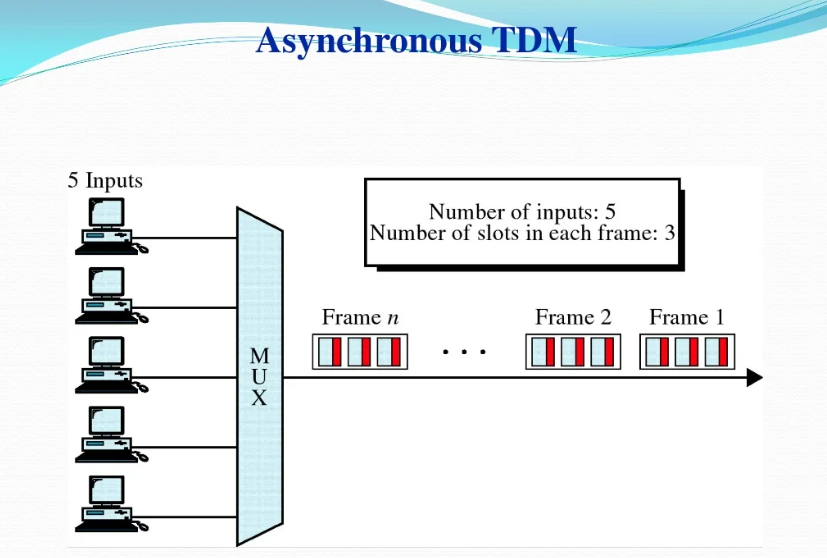 Asynchronous TDM
5 Inputs
Number of inputs: 5
Number of slots in each frame: 3
Frame n
Frame 2
Frame 1
. . .
M
U
X